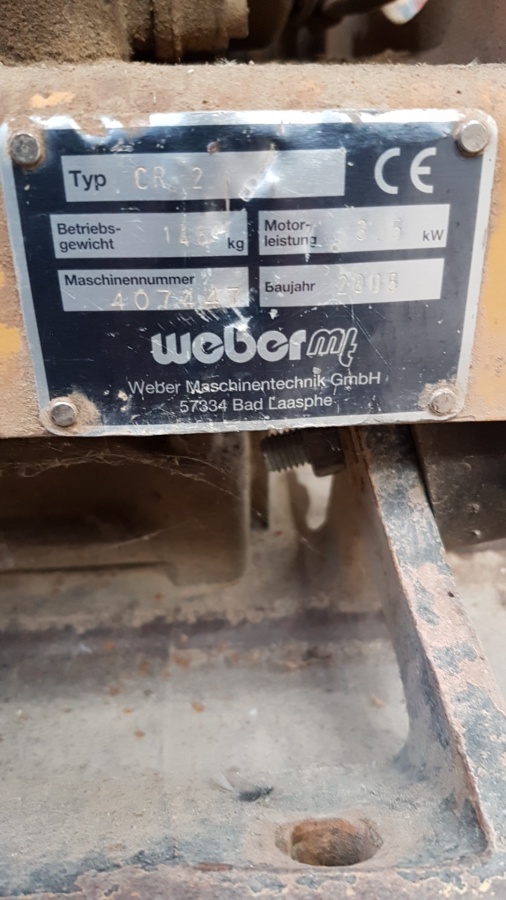 Typ CR 2
CE
Betriebs-
gewicht kg
Motor-
leistung kW
Maschinennummer
Baujahr 2005
weber mt
Weber Maschinentechnik GmbH
57334 Bad Laasphe